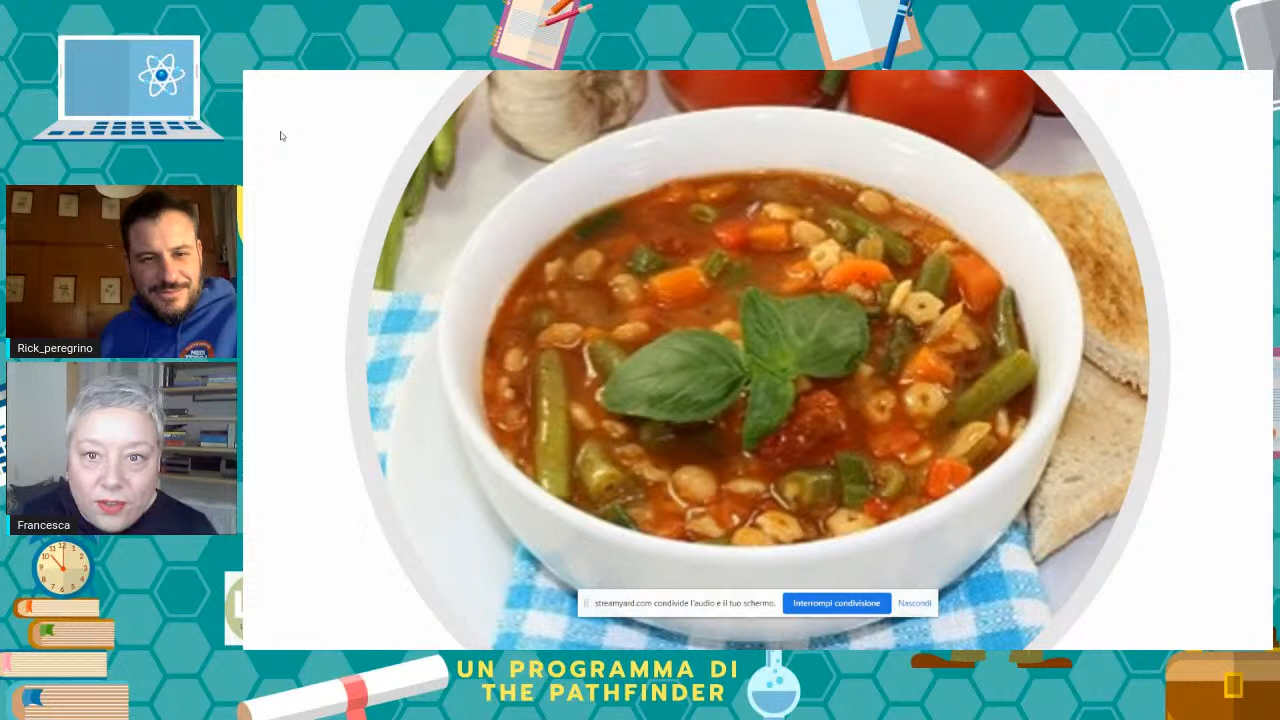 Rick_peregrino
Francesca
streamyard.com condivide l'audio e il tuo schermo.
Interrompi condivisione
Nascondi
UN PROGRAMMA DI
THE PATHFINDER